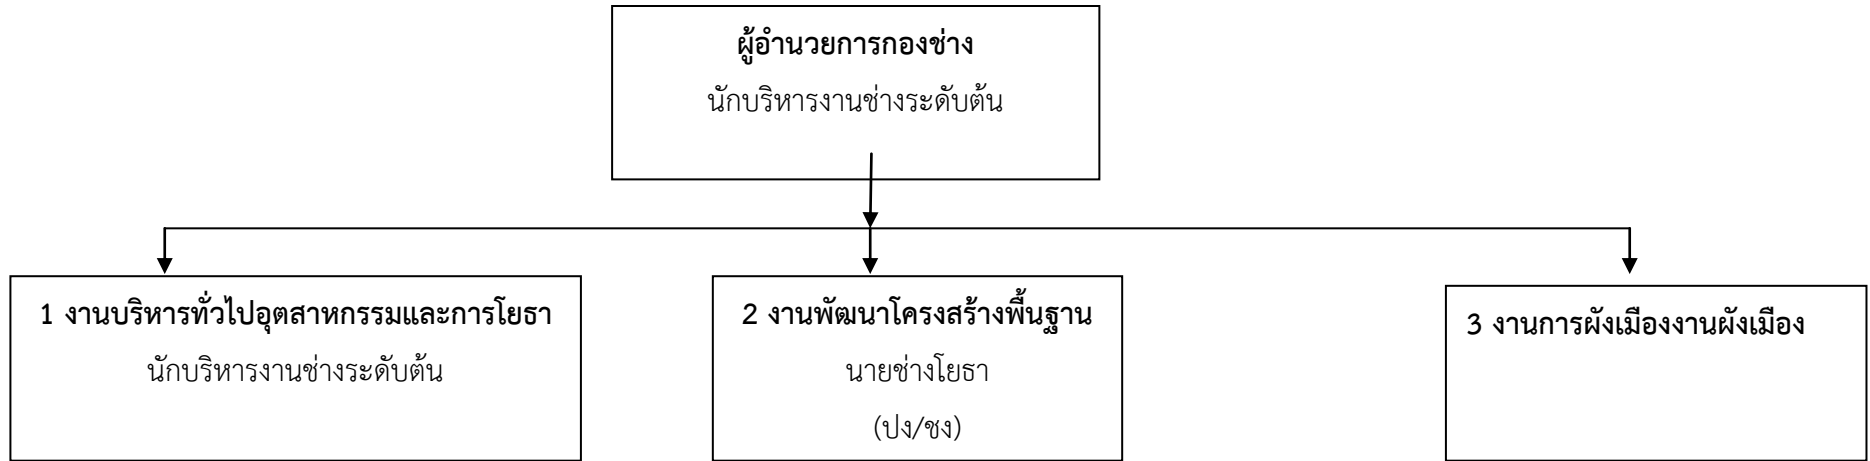 ผู้อำนวยการกองช่าง
นักบริหารงานช่างระดับต้น
1 งานบริหารทั่วไปอุตสาหกรรมและการโยธา
นักบริหารงานช่างระดับต้น
2 งานพัฒนาโครงสร้างพื้นฐาน
นายช่างโยธา
(ปง/ชง)
3 งานการผังเมืองงานผังเมือง